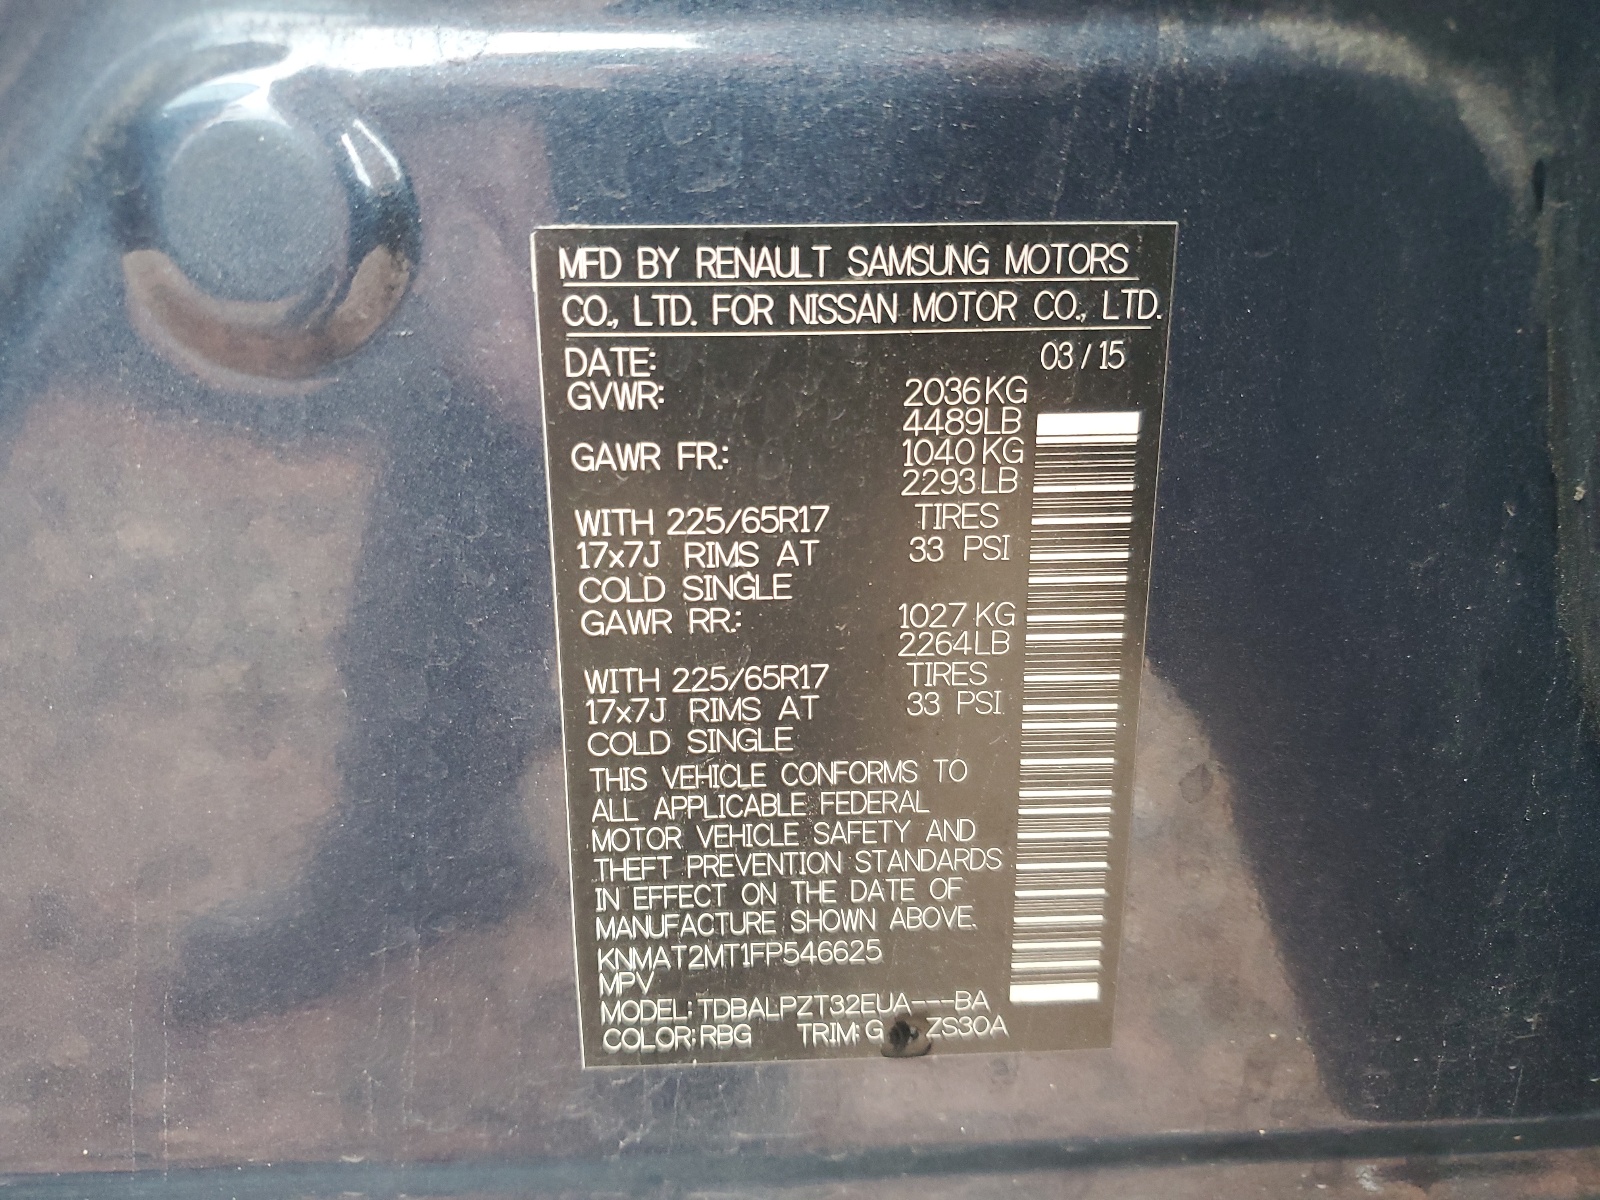 MFD BY RENAULT SAMSUNG MOTORS
CO., LTD. FOR NISSAN MOTOR CO., LTD.
DATE: 03/15
GVWR: 2036KG
4489LB
GAWR FR.: 1040KG
2293LB
WITH 225/65R17 TIRES
17x7J RIMS AT 33 PSI
COLD SINGLE
GAWR RR.: 1027KG
2264LB
WITH 225/65R17 TIRES
17x7J RIMS AT 33 PSI
COLD SINGLE
THIS VEHICLE CONFORMS TO
ALL APPLICABLE FEDERAL
MOTOR VEHICLE SAFETY AND
THEFT PREVENTION STANDARDS
IN EFFECT ON THE DATE OF
MANUFACTURE SHOWN ABOVE.
KNMAT2MT1FP546625
MPV
MODEL: TDBALPZT32EUA---BA
COLOR: RBG TRIM: G ZS30A